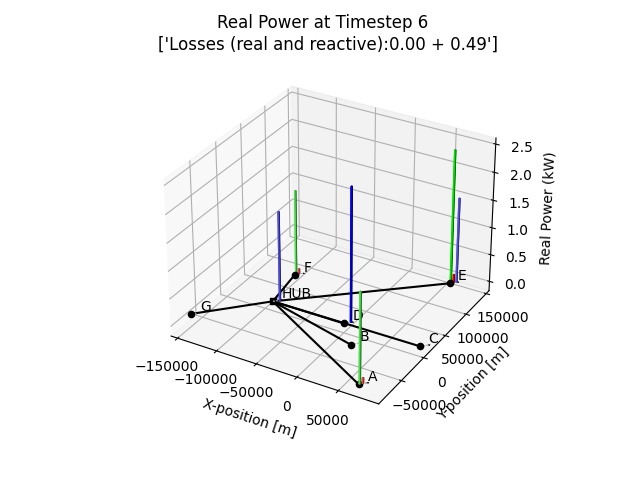 Real Power at Timestep 6
['Losses (real and reactive):0.00 + 0.49']
2.5
2.0
1.5
1.0
0.5
0.0
Real Power (kW)
F
E
HUB
G
D
B
C
A
−150000
−100000
−50000
0
50000
X-position [m]
150000
100000
50000
0
−50000
Y-position [m]